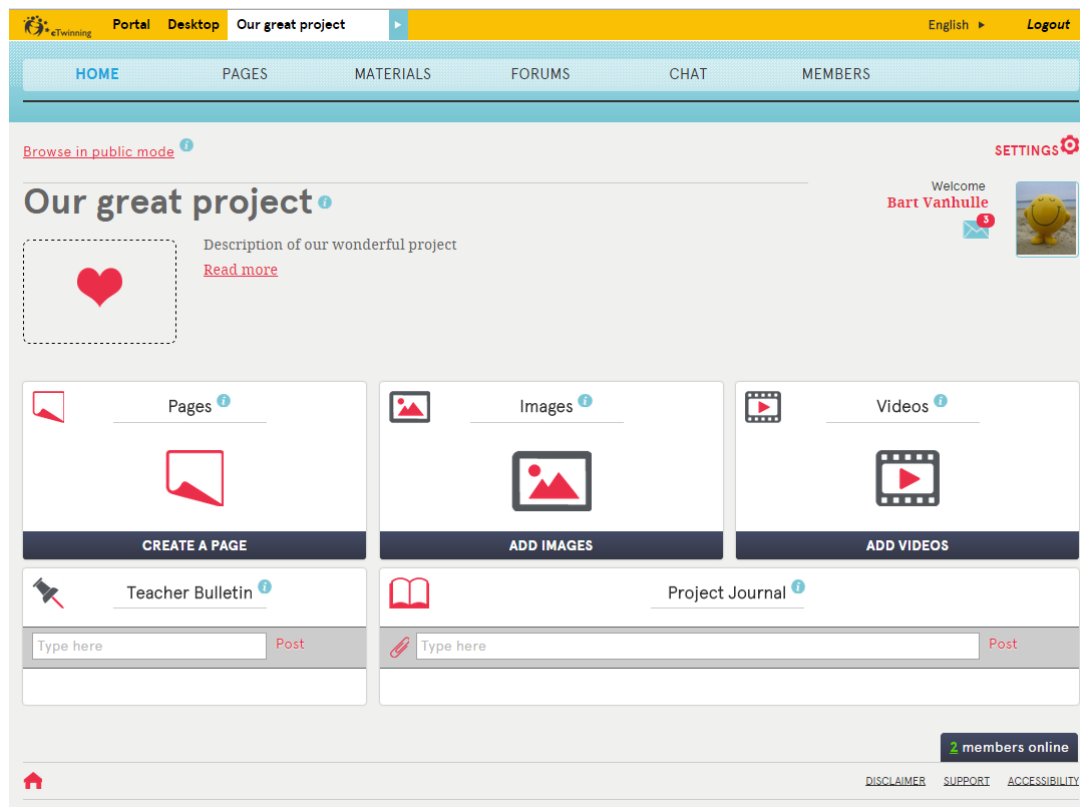 eTwinning Portal Desktop Our great project English Logout
HOME PAGES MATERIALS FORUMS CHAT MEMBERS
Browse in public mode i SETTINGS
Welcome
Our great project i Bart Vanhulle
3
Description of our wonderful project
Read more
Pages i Images i Videos i
CREATE A PAGE ADD IMAGES ADD VIDEOS
Teacher Bulletin i Project Journal i
Type here Post Type here Post
2 members online
DISCLAIMER SUPPORT ACCESSIBILITY